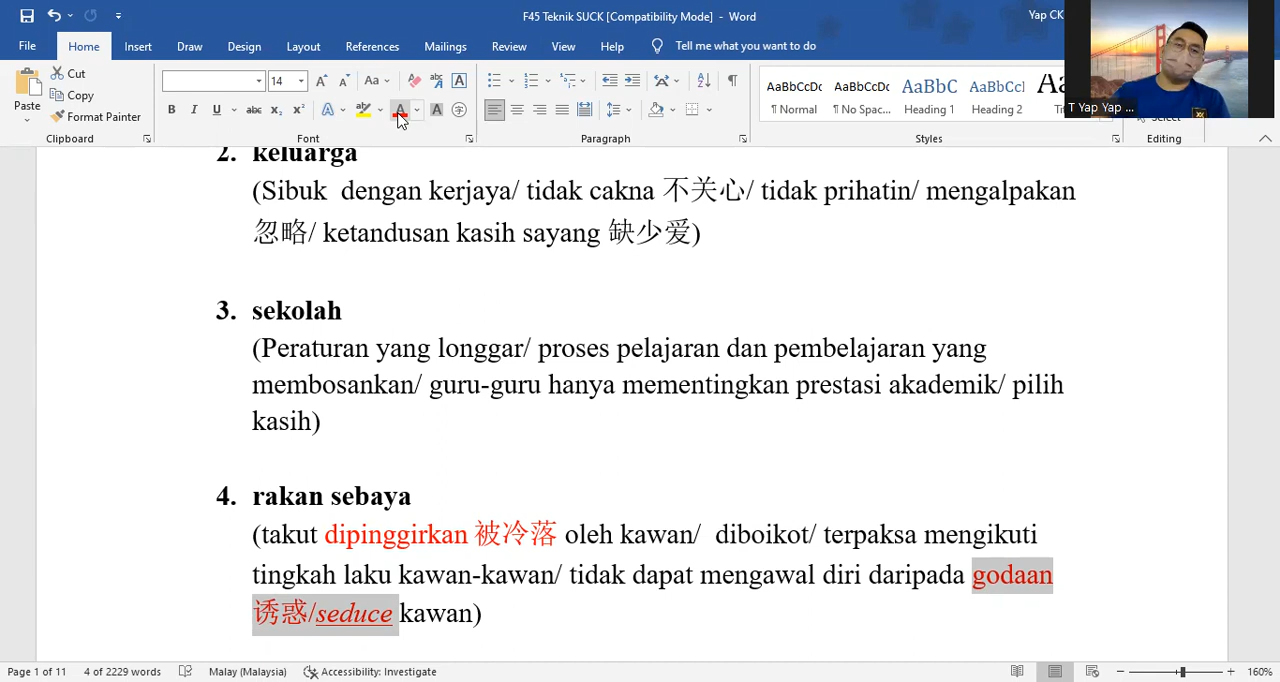 F45 Teknik SUCK [Compatibility Mode] - Word
Yap CK
File Home Insert Draw Design Layout References Mailings Review View Help Tell me what you want to do
Cut
Copy
Format Painter
Paste
14
Aa
AaBbCcDc AaBbCcDc AaBbC AaBbCcI
¶ Normal ¶ No Spac... Heading 1 Heading 2
T Yap Yap ...
Clipboard Font Paragraph Styles Editing
2. keluarga
(Sibuk dengan kerjaya/ tidak cakna 不关心/ tidak prihatin/ mengalpakan
忽略/ ketandusan kasih sayang 缺少爱)
3. sekolah
(Peraturan yang longgar/ proses pelajaran dan pembelajaran yang
membosankan/ guru-guru hanya mementingkan prestasi akademik/ pilih
kasih)
4. rakan sebaya
(takut dipinggirkan 被冷落 oleh kawan/ diboikot/ terpaksa mengikuti
tingkah laku kawan-kawan/ tidak dapat mengawal diri daripada godaan
诱惑/seduce kawan)
Page 1 of 11 4 of 2229 words Malay (Malaysia) Accessibility: Investigate 160%